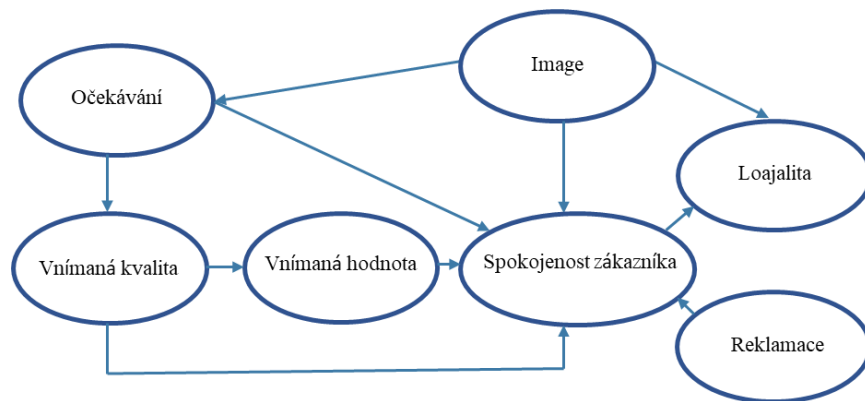 Image
Očekávání
Loajalita
Vnímaná kvalita
Vnímaná hodnota
Spokojenost zákazníka
Reklamace